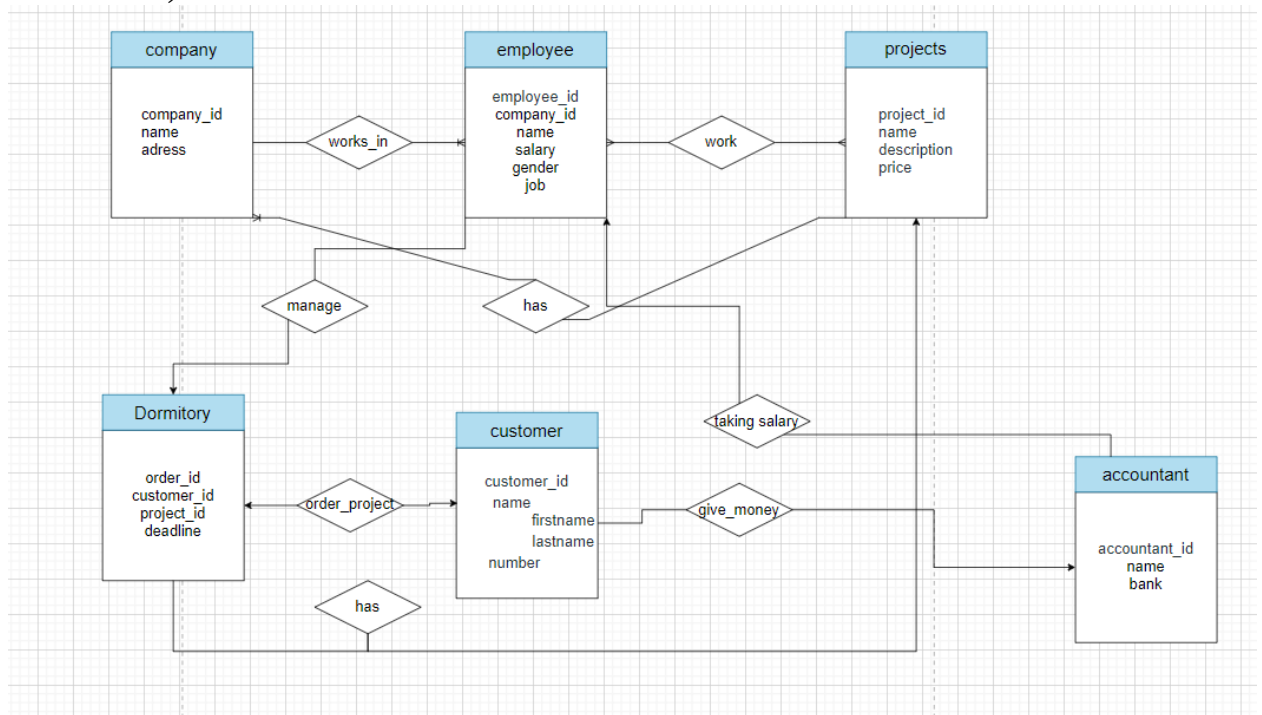 company
company_id
name
adress
works_in
employee
employee_id
company_id
name
salary
gender
job
work
projects
project_id
name
description
price
manage
has
taking salary
Dormitory
order_id
customer_id
project_id
deadline
order_project
customer
customer_id
name
firstname
lastname
number
give_money
accountant
accountant_id
name
bank
has